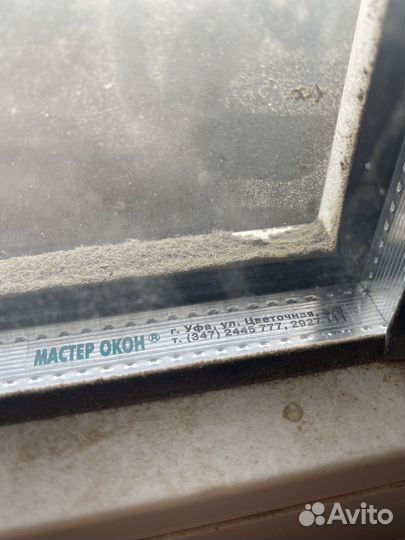 МАСТЕР ОКОН®
г. Уфа, ул. Цветочная,
т. (347) 2445 777, 2927
Avito